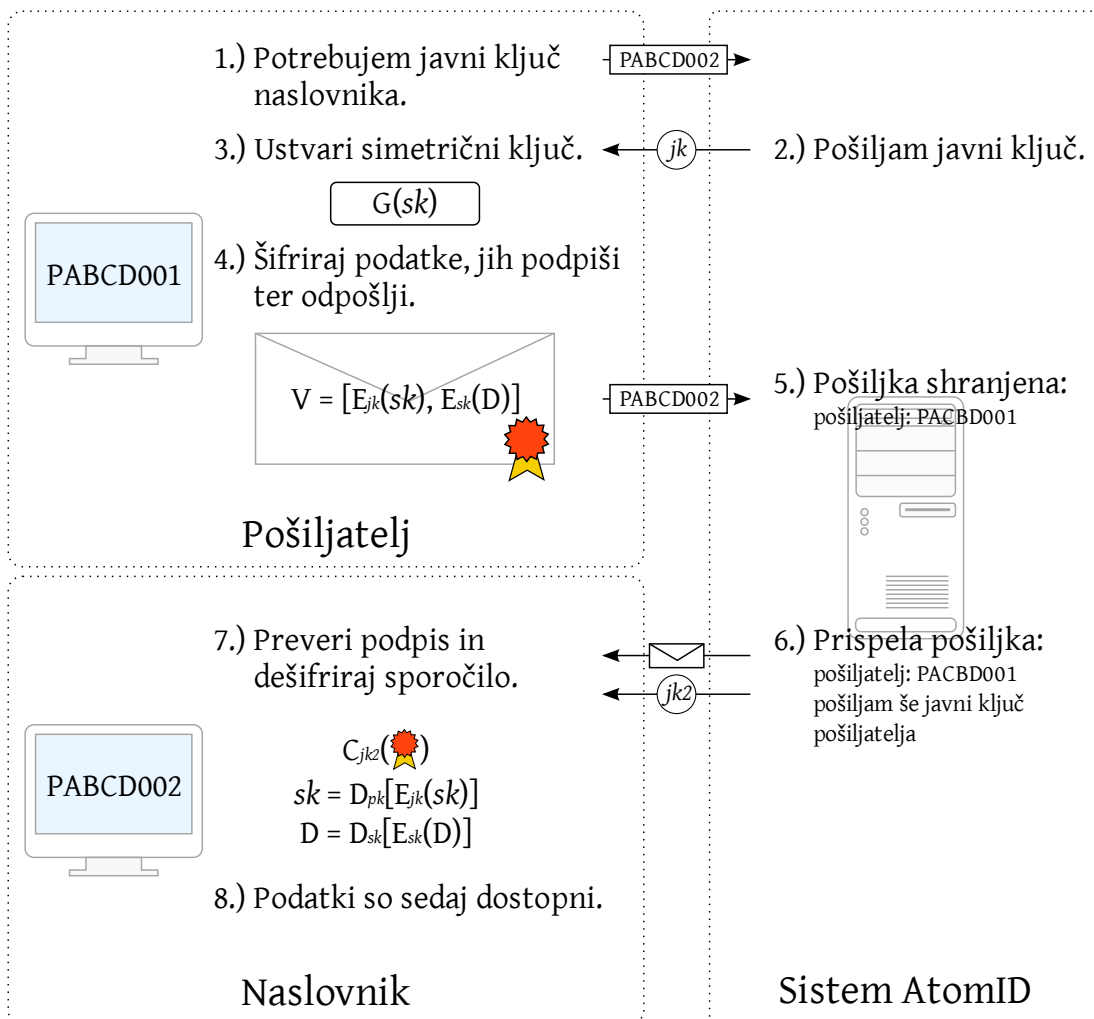 1.) Potrebujem javni ključ
naslovnika.
PABCD002
3.) Ustvari simetrični ključ.
jk
2.) Pošiljam javni ključ.
G(sk)
PABCD001
4.) Šifriraj podatke, jih podpiši
ter odpošlji.
V = [Ejk(sk), Esk(D)]
PABCD002
5.) Pošiljka shranjena:
pošiljatelj: PACBD001
Pošiljatelj
7.) Preveri podpis in
dešifriraj sporočilo.
6.) Prispela pošiljka:
pošiljatelj: PACBD001
pošiljam še javni ključ
pošiljatelja
jk2
PABCD002
Cjk2( )
sk = Dpk[Ejk(sk)]
D = Dsk[Esk(D)]
8.) Podatki so sedaj dostopni.
Naslovnik
Sistem AtomID